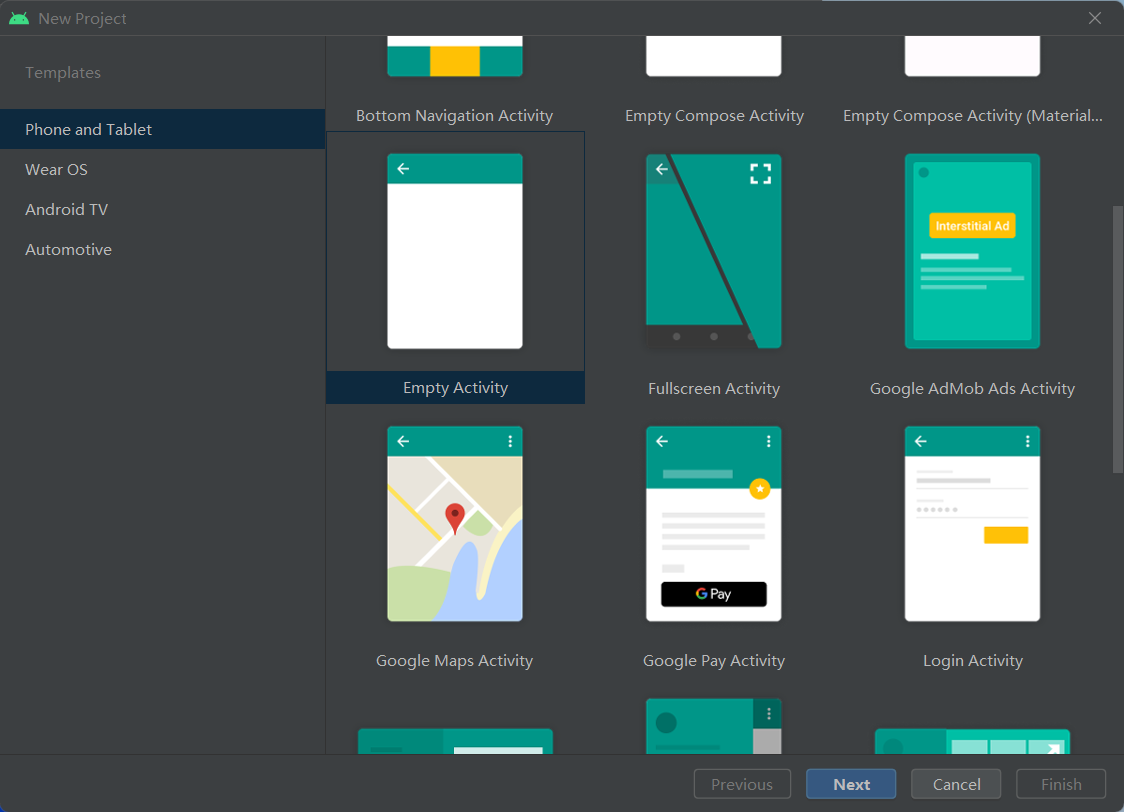 New Project
Templates
Phone and Tablet
Wear OS
Android TV
Automotive
Bottom Navigation Activity
Empty Compose Activity
Empty Compose Activity (Material...
Interstitial Ad
Empty Activity
Fullscreen Activity
Google AdMob Ads Activity
G Pay
Google Maps Activity
Google Pay Activity
Login Activity
Previous
Next
Cancel
Finish